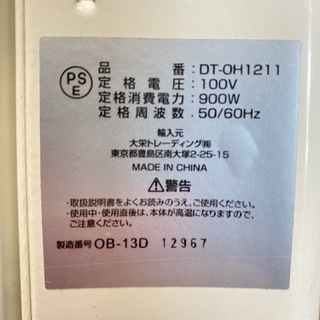 PS
E
品 番: DT-OH1211
定格電圧: 100V
定格消費電力: 900W
定格周波数: 50/60Hz
輸入元
大栄トレーディング㈱
東京都豊島区南大塚2-25-15
MADE IN CHINA
⚠警告
・取扱説明書をよくお読みのうえ、ご使用ください。
・使用中・使用直後は、本体が高温になりますので、
ご注意ください。
製造番号 OB-13D 12967